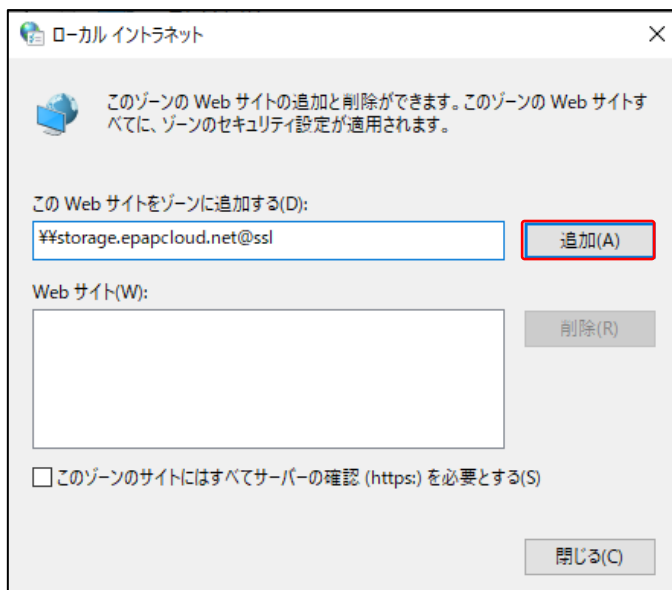 ローカル イントラネット
このゾーンの Web サイトの追加と削除ができます。このゾーンの Web サイトす
べてに、ゾーンのセキュリティ設定が適用されます。
この Web サイトをゾーンに追加する(D):
¥¥storage.epapcloud.net@ssl
追加(A)
Web サイト(W):
削除(R)
このゾーンのサイトにはすべてサーバーの確認 (https:) を必要とする(S)
閉じる(C)